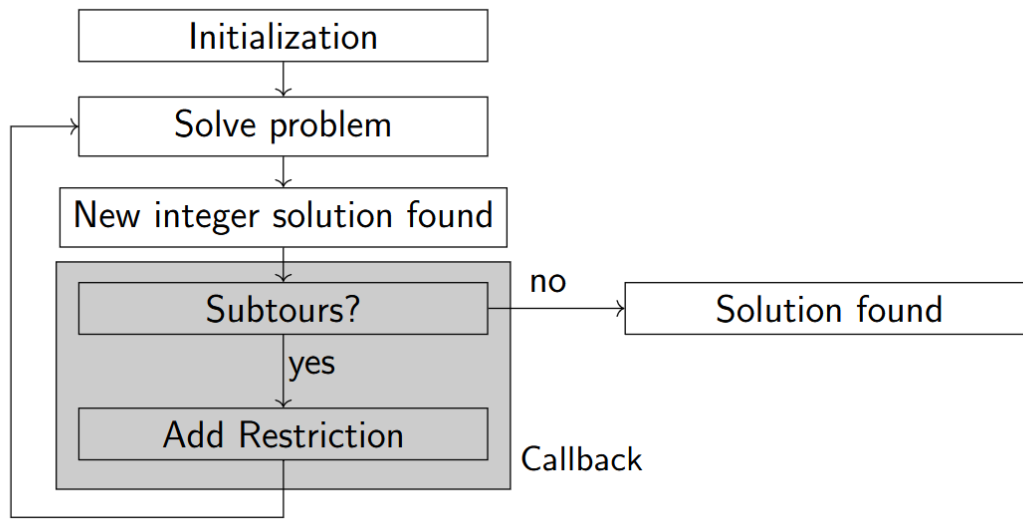 Initialization
Solve problem
New integer solution found
Subtours?
no
Solution found
yes
Add Restriction
Callback